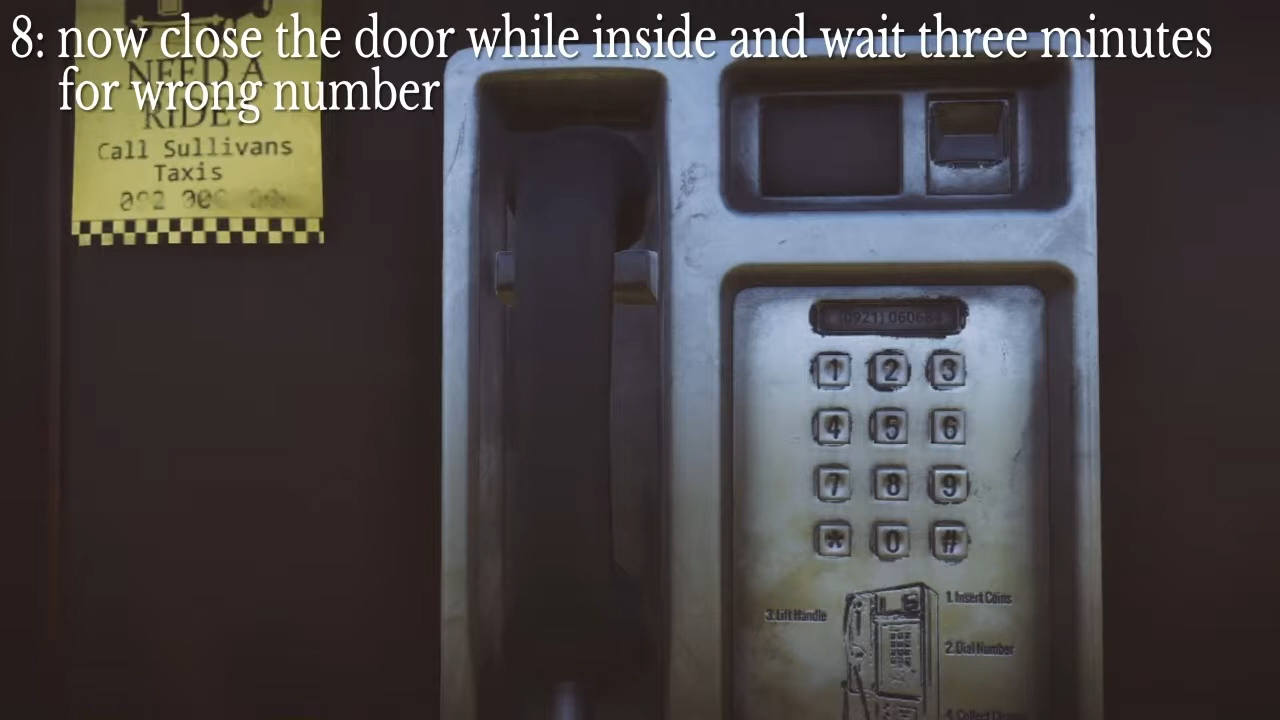 8: now close the door while inside and wait three minutes
for wrong number
NEED A
RIDE?
Call Sullivans
Taxis
1 2 3
4 5 6
7 8 9
* 0 #
1. Insert Coins
3. Lift Handle
2. Dial Number